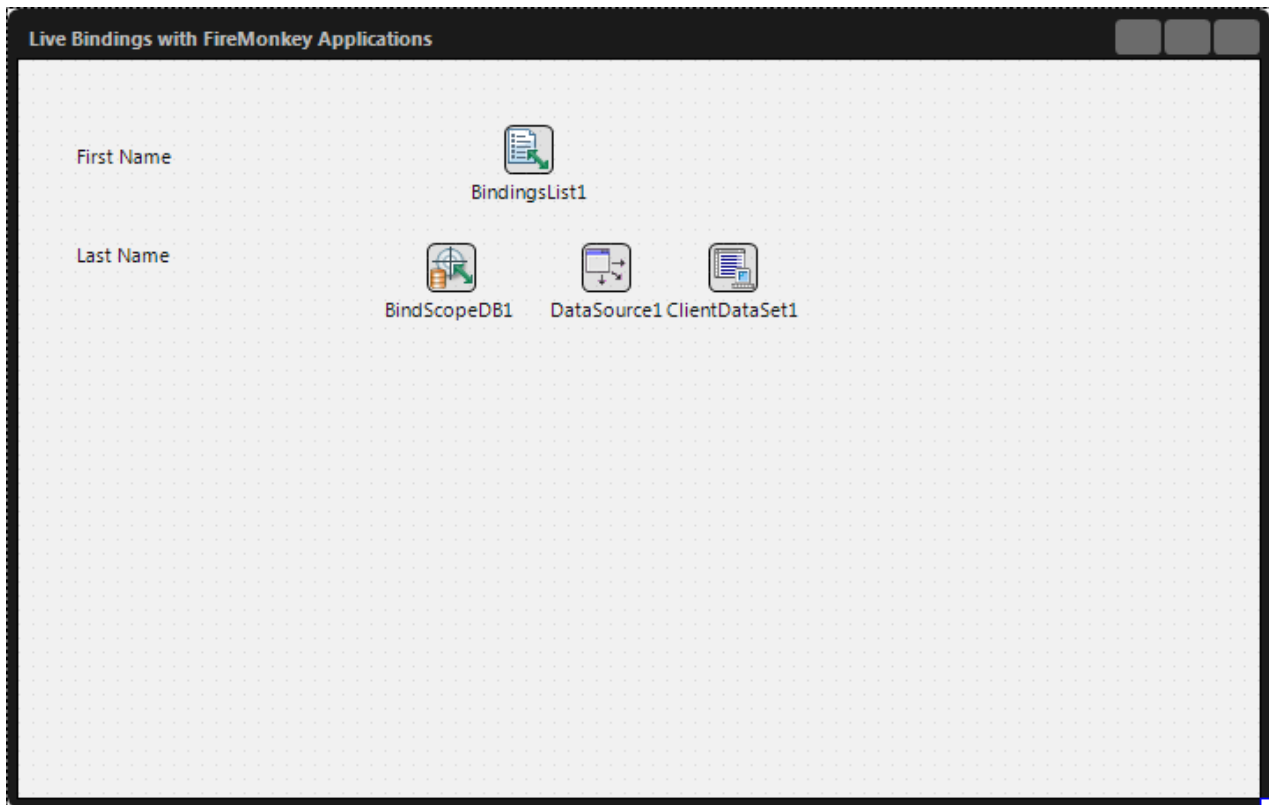 Live Bindings with FireMonkey Applications
First Name
BindingsList1
Last Name
BindScopeDB1 DataSource1 ClientDataSet1